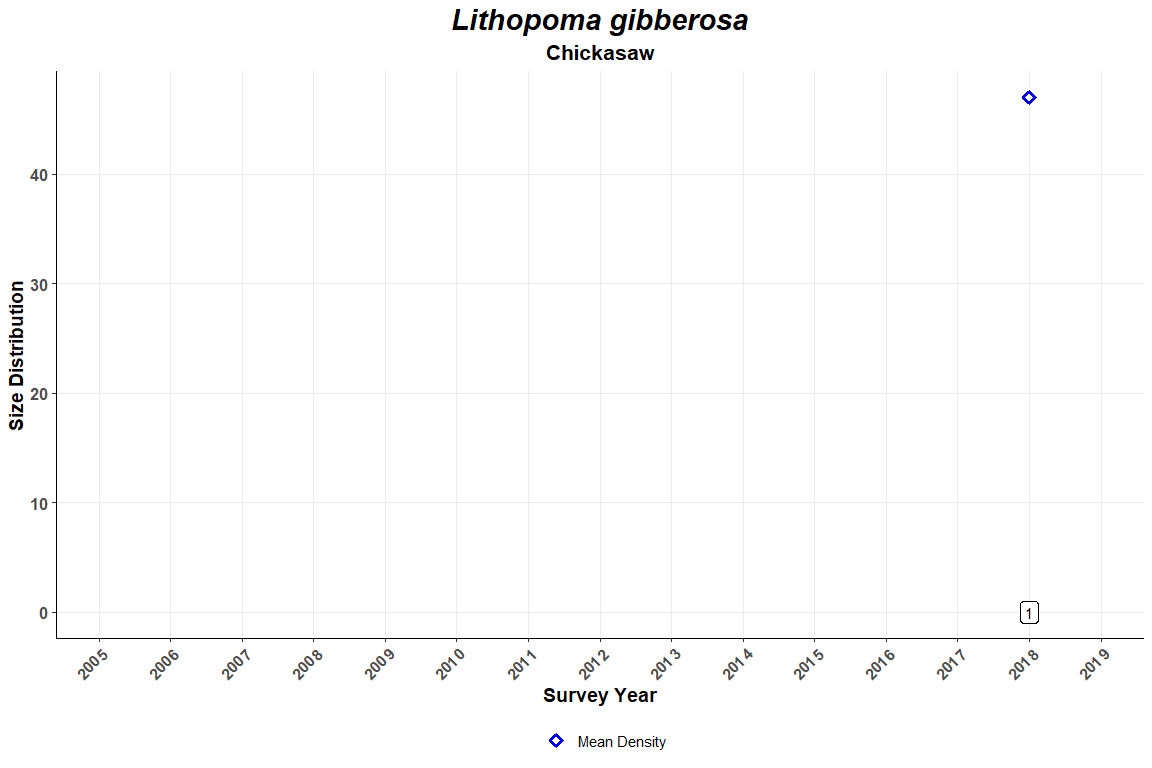 Lithopoma gibberosa
Chickasaw
Size Distribution
40
30
20
10
0
1
2005 2006 2007 2008 2009 2010 2011 2012 2013 2014 2015 2016 2017 2018 2019
Survey Year
Mean Density